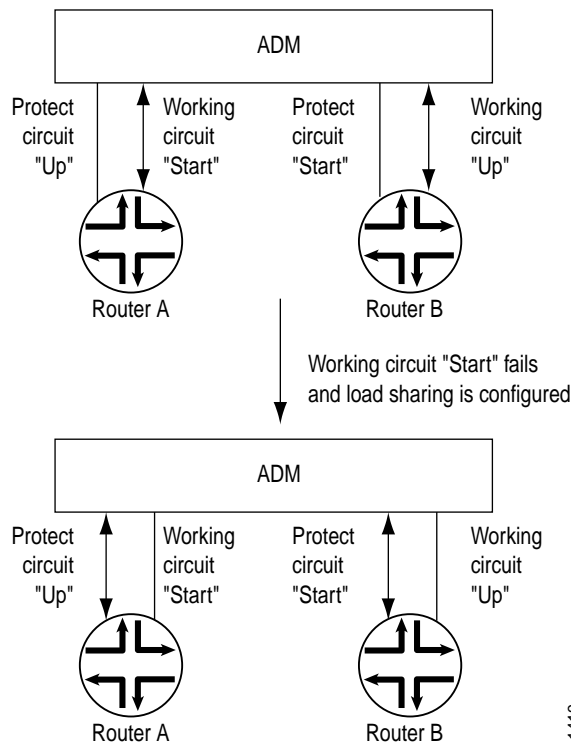 ADM
Protect circuit "Up"
Working circuit "Start"
Protect circuit "Start"
Working circuit "Up"
Router A
Router B
Working circuit "Start" fails
and load sharing is configured
ADM
Protect circuit "Up"
Working circuit "Start"
Protect circuit "Start"
Working circuit "Up"
Router A
Router B